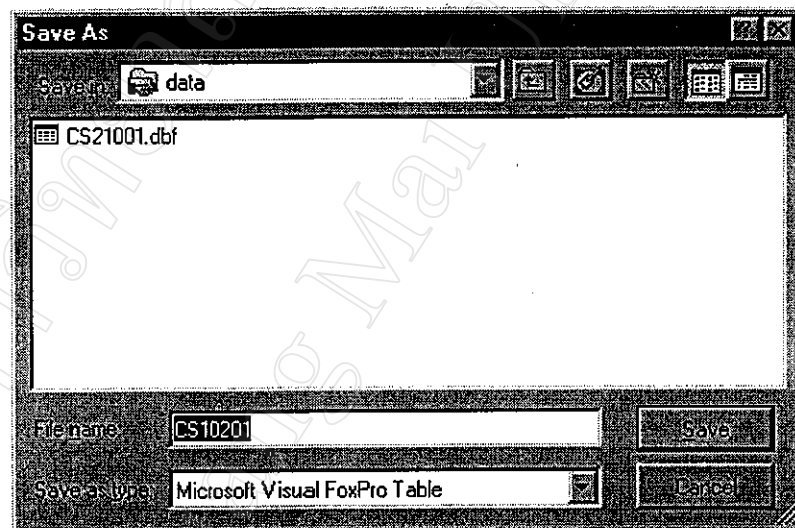 Save As
Save in: data
CS21001.dbf
File name: CS10201 Save
Save as type: Microsoft Visual FoxPro Table Cancel